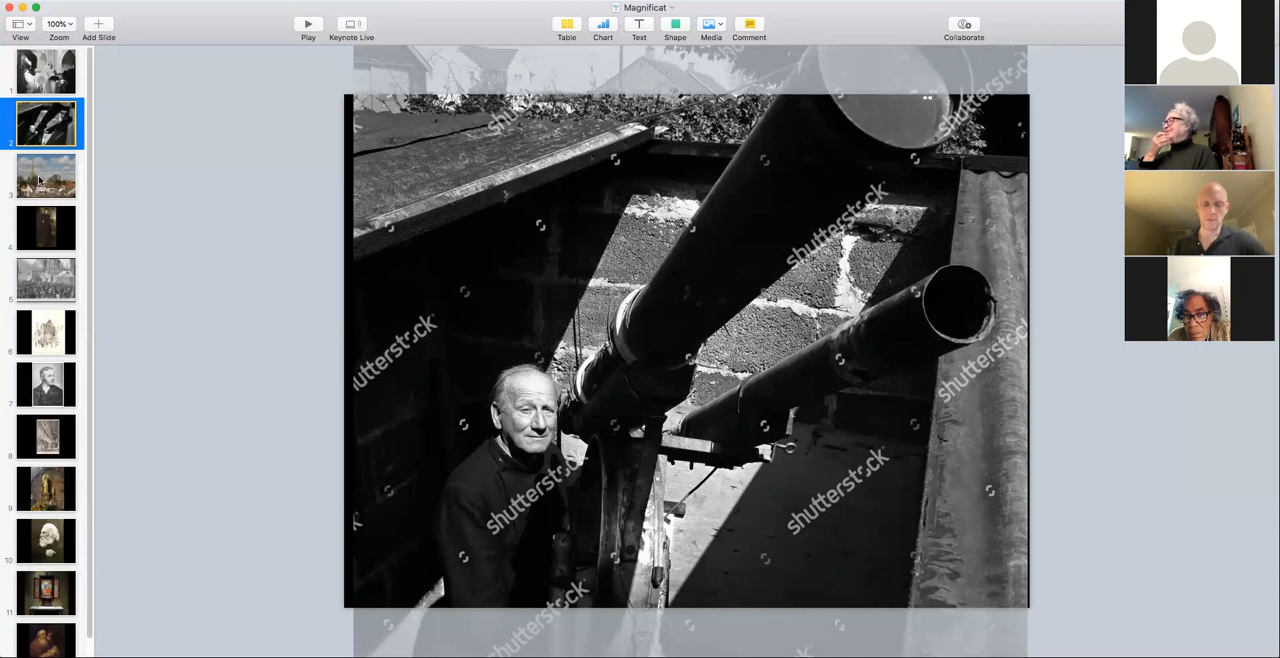 Magnificat
100%
View
Zoom
Add Slide
Play
Keynote Live
Table
Chart
Text
Shape
Media
Comment
Collaborate
1
2
3
4
5
6
7
8
9
10
11
shutterstock
shutterstock
shutterstock
shutterstock
shutterstock
shutterstock
shutterstock
shutterstock